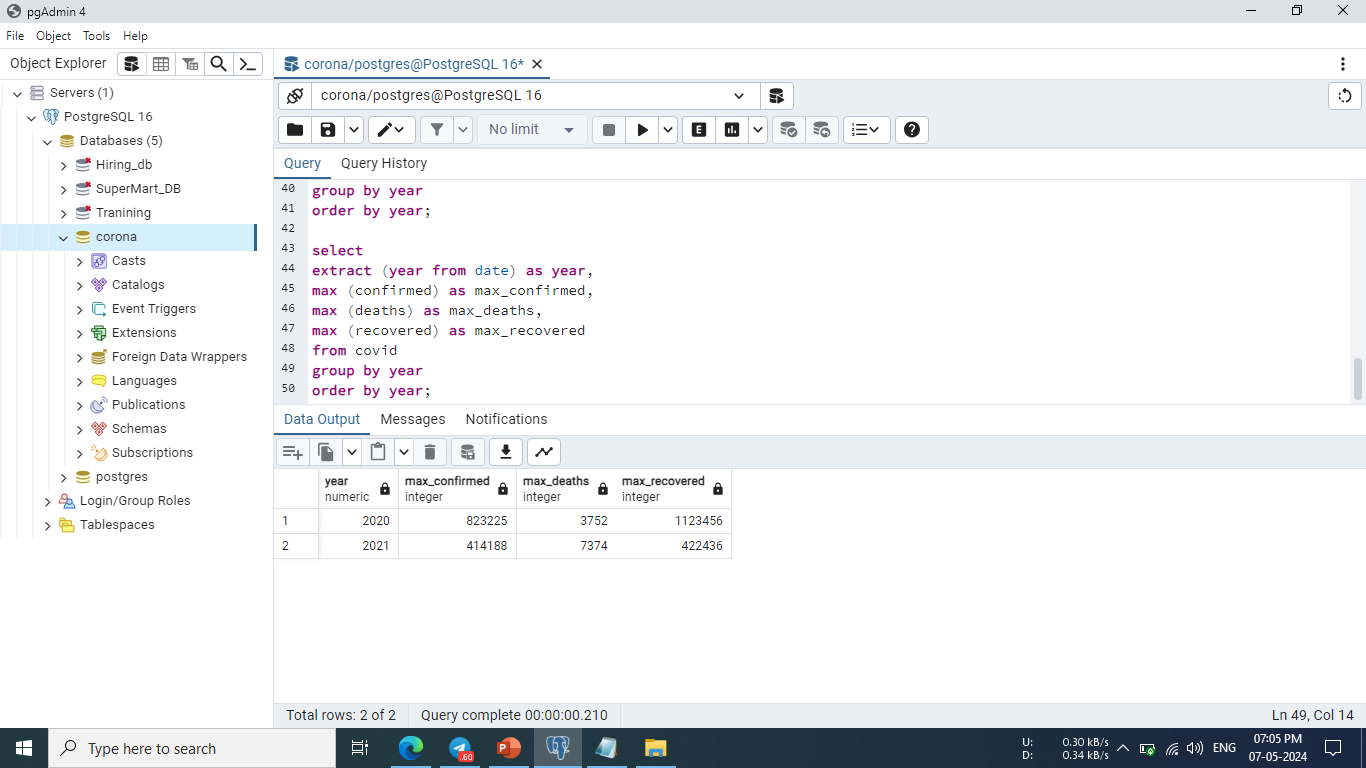 pgAdmin 4
File Object Tools Help
Object Explorer
corona/postgres@PostgreSQL 16*
Servers (1)
PostgreSQL 16
Databases (5)
Hiring_db
SuperMart_DB
Tranining
corona
Casts
Catalogs
Event Triggers
Extensions
Foreign Data Wrappers
Languages
Publications
Schemas
Subscriptions
postgres
Login/Group Roles
Tablespaces
corona/postgres@PostgreSQL 16
No limit
E
Query Query History
40 group by year
41 order by year;
42
43 select
44 extract (year from date) as year,
45 max (confirmed) as max_confirmed,
46 max (deaths) as max_deaths,
47 max (recovered) as max_recovered
48 from covid
49 group by year
50 order by year;
Data Output Messages Notifications
year max_confirmed max_deaths max_recovered
numeric integer integer integer
1 2020 823225 3752 1123456
2 2021 414188 7374 422436
Total rows: 2 of 2 Query complete 00:00:00.210 Ln 49, Col 14
Type here to search
.60
U: 0.30 kB/s
D: 0.34 kB/s
ENG
07:05 PM
07-05-2024